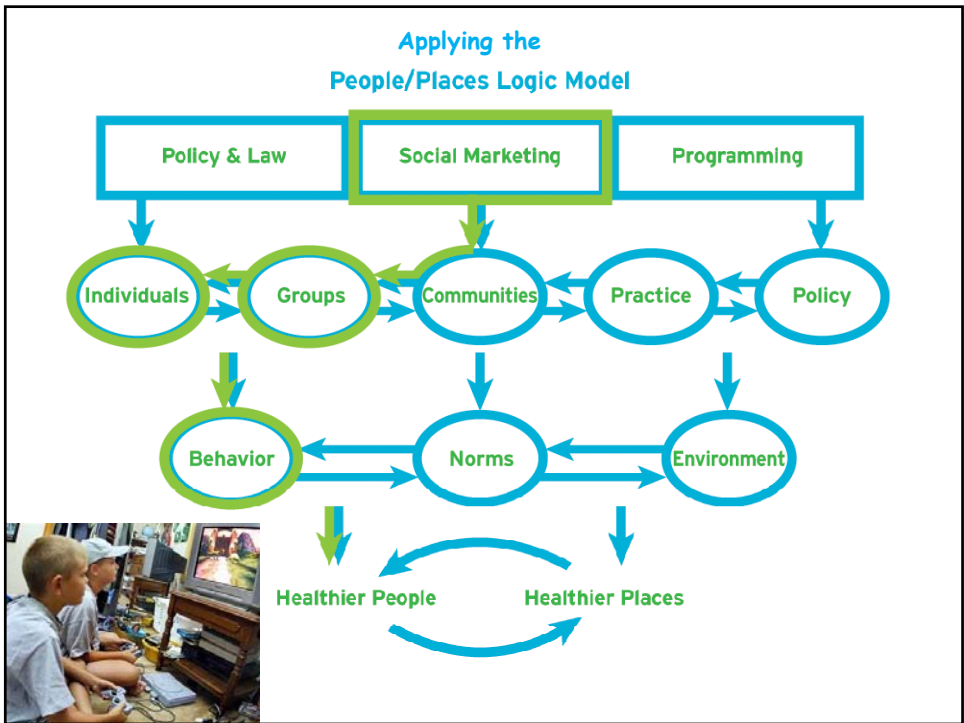 Applying the
People/Places Logic Model
Policy & Law
Social Marketing
Programming
Individuals
Groups
Communities
Practice
Policy
Behavior
Norms
Environment
Healthier People
Healthier Places